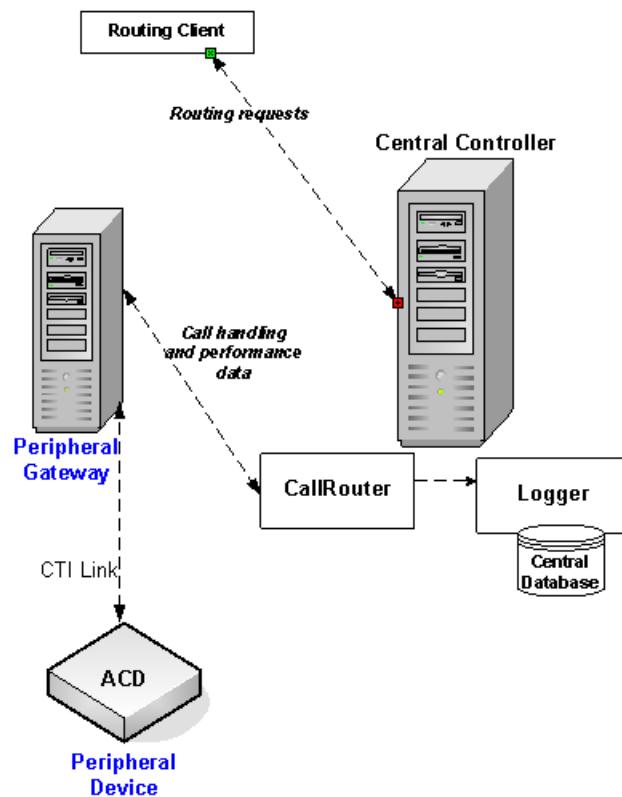 Routing Client
Routing requests
Central Controller
Call handling
and performance
data
Peripheral
Gateway
CallRouter
Logger
Central
Database
CTI Link
ACD
Peripheral
Device